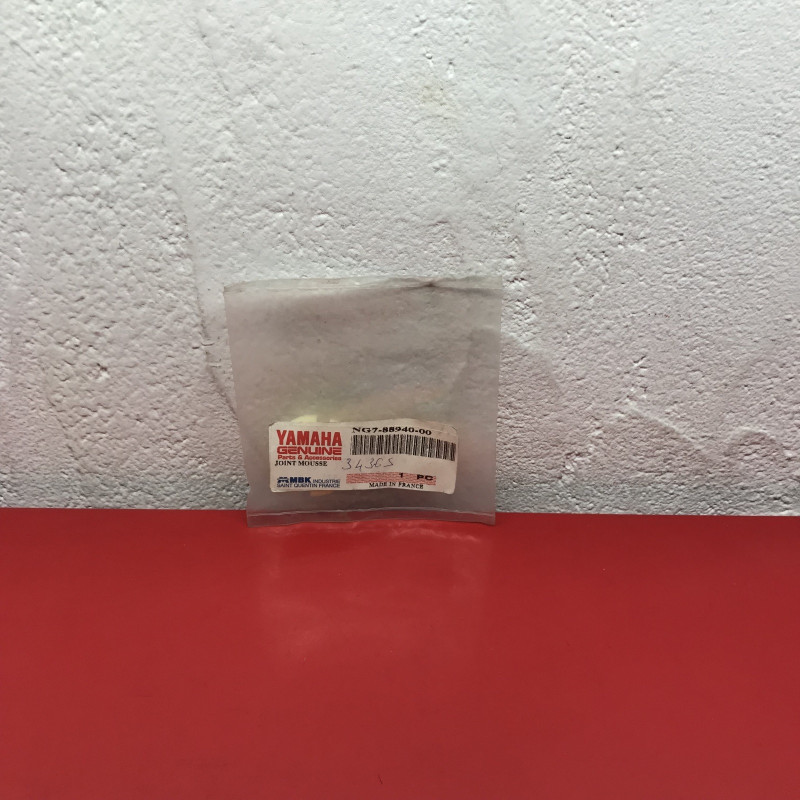 YAMAHA
GENUINE
Parts & Accessories
JOINT MOUSSE
MBK INDUSTRIE
SAINT QUENTIN FRANCE
NG7-88940-00
1 PC
MADE IN FRANCE